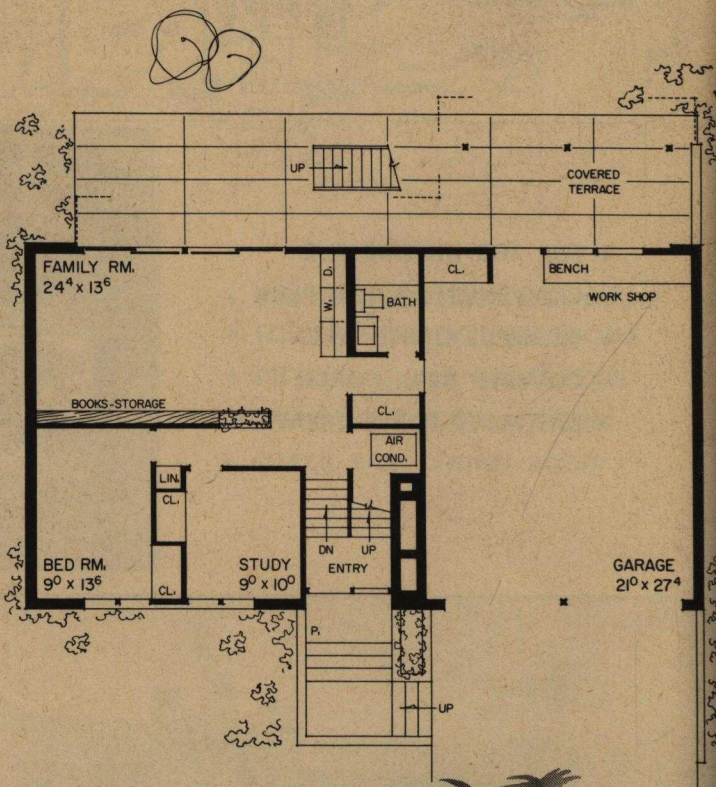 UP
COVERED
TERRACE
FAMILY RM.
24⁴ x 13⁶
D.
W.
BATH
CL.
BENCH
WORK SHOP
BOOKS-STORAGE
CL.
AIR
COND.
LIN.
CL.
BED RM.
9⁰ x 13⁶
CL.
STUDY
9⁰ x 10⁰
DN
UP
ENTRY
GARAGE
21⁰ x 27⁴
P.
UP